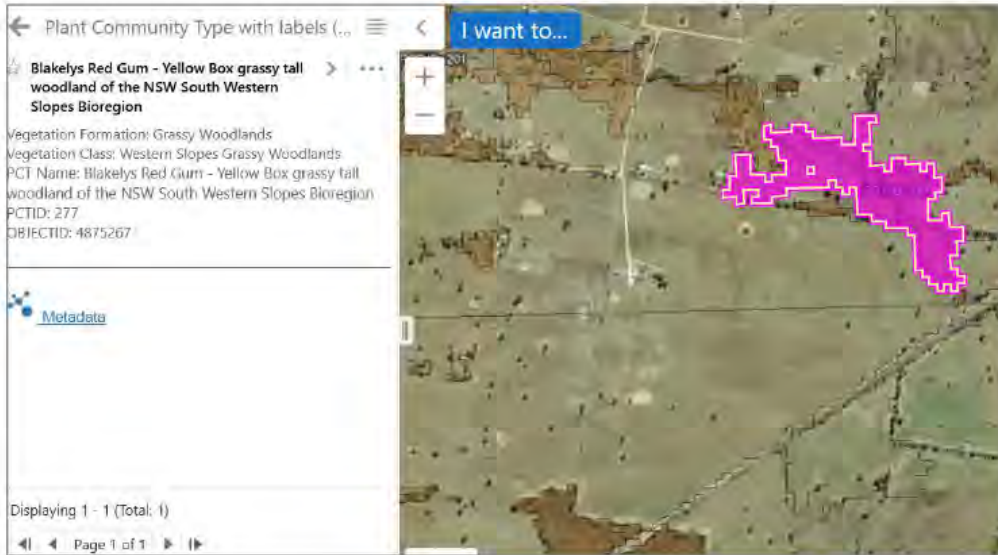 Plant Community Type with labels (...
I want to...
Blakelys Red Gum - Yellow Box grassy tall
woodland of the NSW South Western
Slopes Bioregion
Vegetation Formation: Grassy Woodlands
Vegetation Class: Western Slopes Grassy Woodlands
PCT Name: Blakelys Red Gum - Yellow Box grassy tall
woodland of the NSW South Western Slopes Bioregion
PCTID: 277
OBJECTID: 4875267
Metadata
Displaying 1 - 1 (Total: 1)
Page 1 of 1